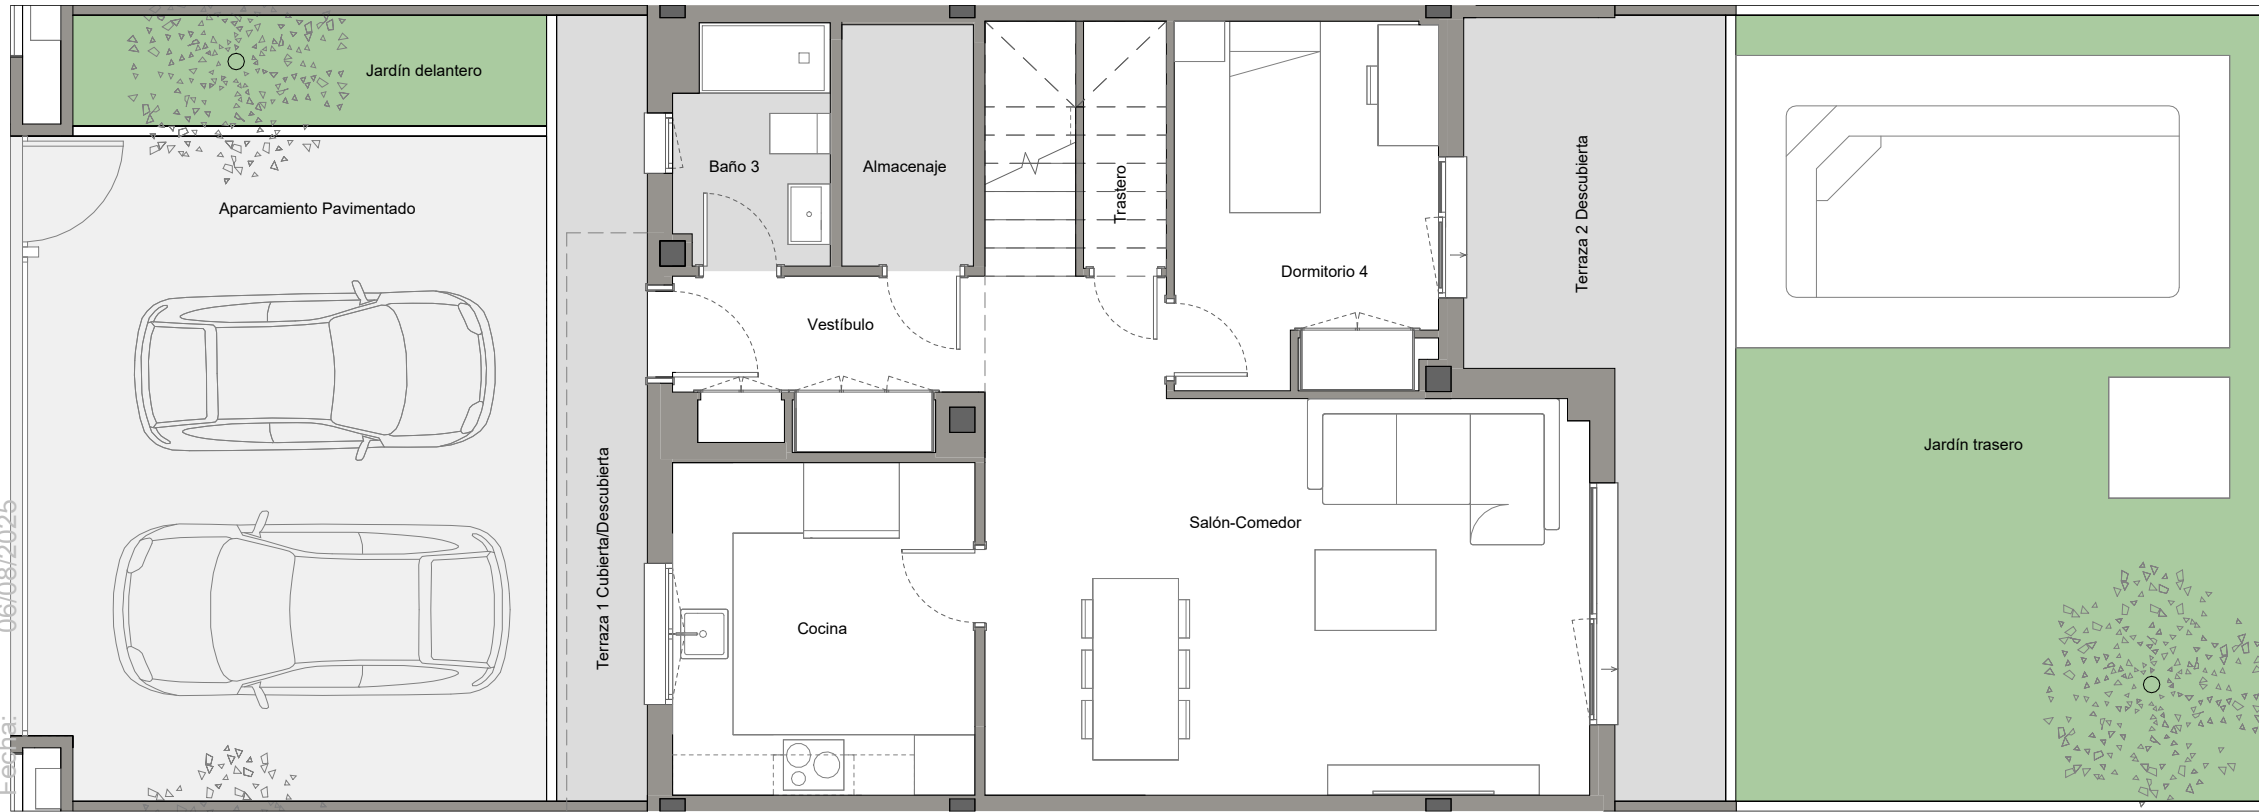 Jardín delantero
Aparcamiento Pavimentado
Baño 3
Almacenaje
Trastero
Dormitorio 4
Terraza 2 Descubierta
Vestíbulo
Jardín trasero
Terraza 1 Cubierta/Descubierta
Salón-Comedor
Cocina
Fecha: 06/08/2025